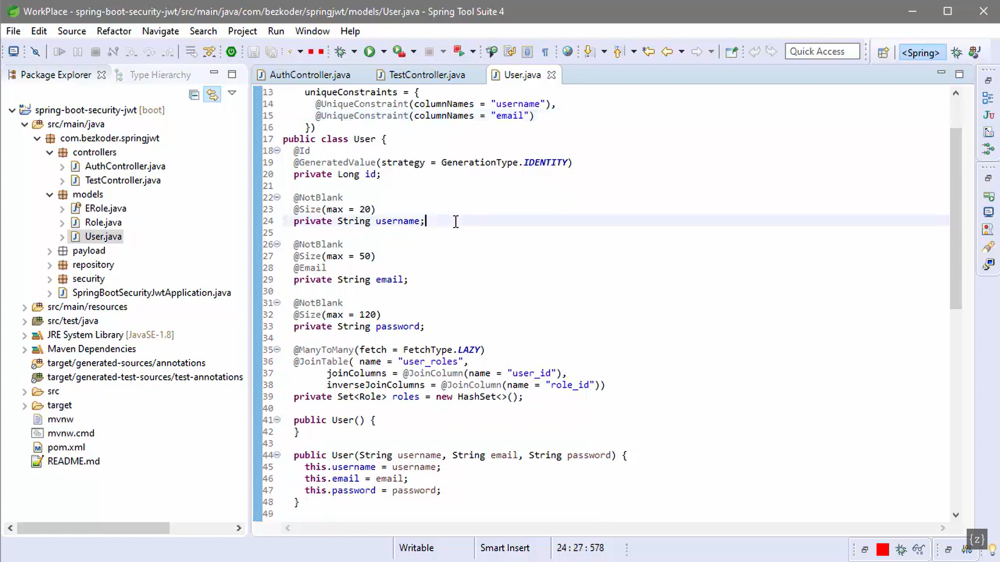 WorkPlace - spring-boot-security-jwt/src/main/java/com/bezkoder/springjwt/models/User.java - Spring Tool Suite 4
File Edit Source Refactor Navigate Search Project Run Window Help
Quick Access
<Spring>
Package Explorer
Type Hierarchy
spring-boot-security-jwt [boot]
src/main/java
com.bezkoder.springjwt
controllers
AuthController.java
TestController.java
models
ERole.java
Role.java
User.java
payload
repository
security
SpringBootSecurityJwtApplication.java
src/main/resources
src/test/java
JRE System Library [JavaSE-1.8]
Maven Dependencies
target/generated-sources/annotations
target/generated-test-sources/test-annotations
src
target
mvnw
mvnw.cmd
pom.xml
README.md
AuthController.java TestController.java User.java
13 uniqueConstraints = {
14 @UniqueConstraint(columnNames = "username"),
15 @UniqueConstraint(columnNames = "email")
16 })
17 public class User {
18 @Id
19 @GeneratedValue(strategy = GenerationType.IDENTITY)
20 private Long id;
21
22 @NotBlank
23 @Size(max = 20)
24 private String username;
25
26 @NotBlank
27 @Size(max = 50)
28 @Email
29 private String email;
30
31 @NotBlank
32 @Size(max = 120)
33 private String password;
34
35 @ManyToMany(fetch = FetchType.LAZY)
36 @JoinTable( name = "user_roles",
37 joinColumns = @JoinColumn(name = "user_id"),
38 inverseJoinColumns = @JoinColumn(name = "role_id"))
39 private Set<Role> roles = new HashSet<>();
40
41 public User() {
42 }
43
44 public User(String username, String email, String password) {
45 this.username = username;
46 this.email = email;
47 this.password = password;
48 }
49
Writable Smart Insert 24 : 27 : 578
{z}